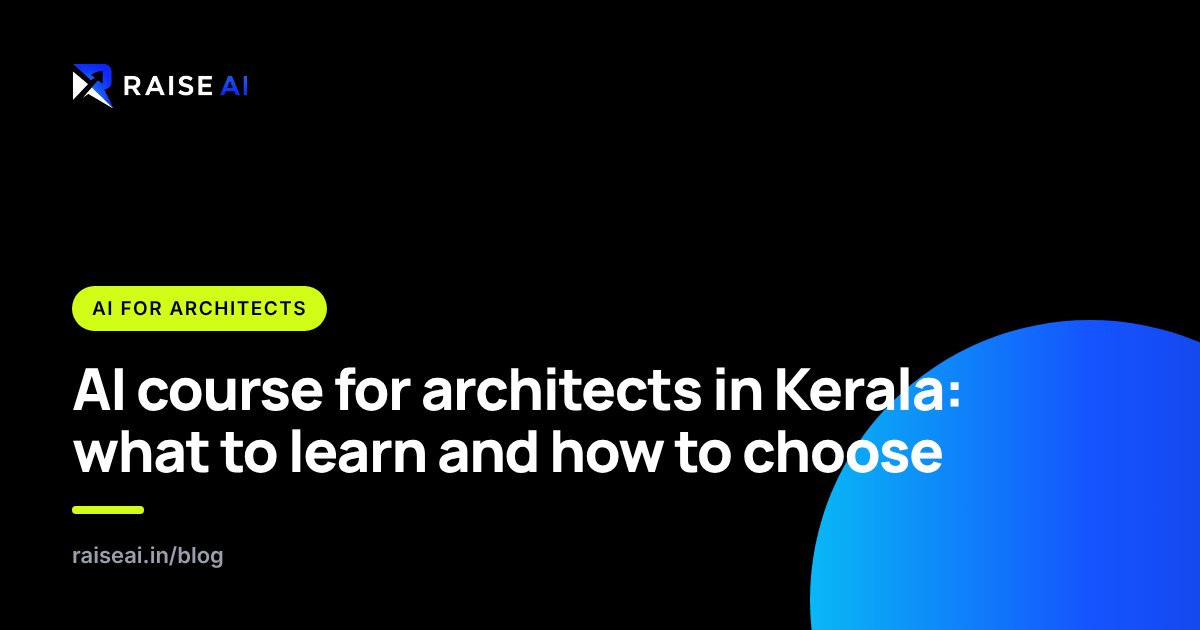 RAISE AI
AI FOR ARCHITECTS
AI course for architects in Kerala:
what to learn and how to choose
raiseai.in/blog